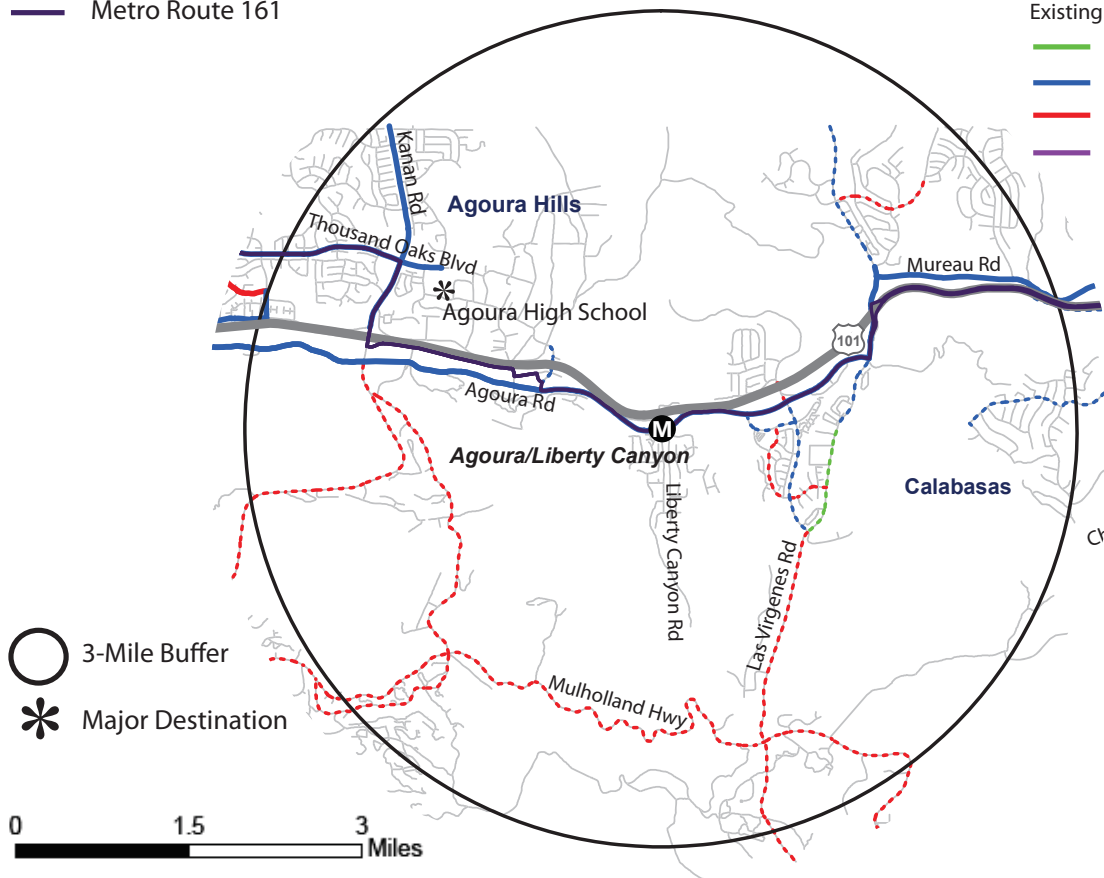 Metro Route 161
Existing
Kanan Rd
Agoura Hills
Thousand Oaks Blvd
Mureau Rd
Agoura High School
101
Agoura Rd
M
Agoura/Liberty Canyon
Calabasas
Liberty Canyon Rd
Ch
Las Virgenes Rd
3-Mile Buffer
Mulholland Hwy
Major Destination
0 1.5 3
Miles